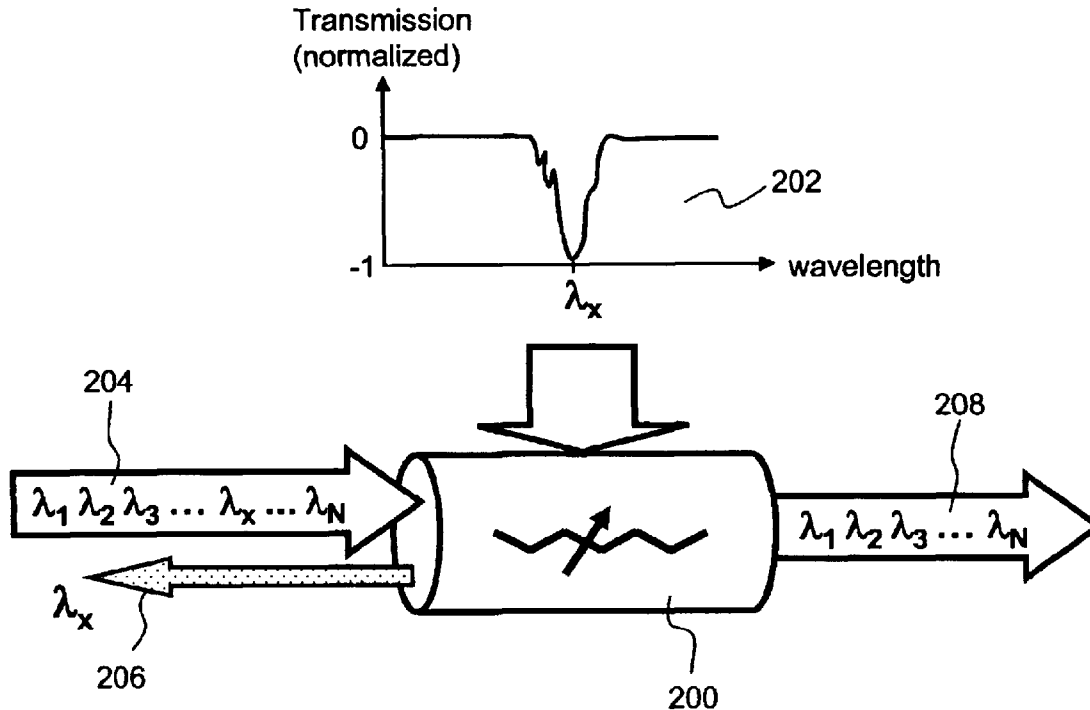 Transmission
(normalized)
0
202
-1
wavelength
λx
204
208
λ1 λ2 λ3 ... λx ... λN
λ1 λ2 λ3 ... λN
λx
206
200